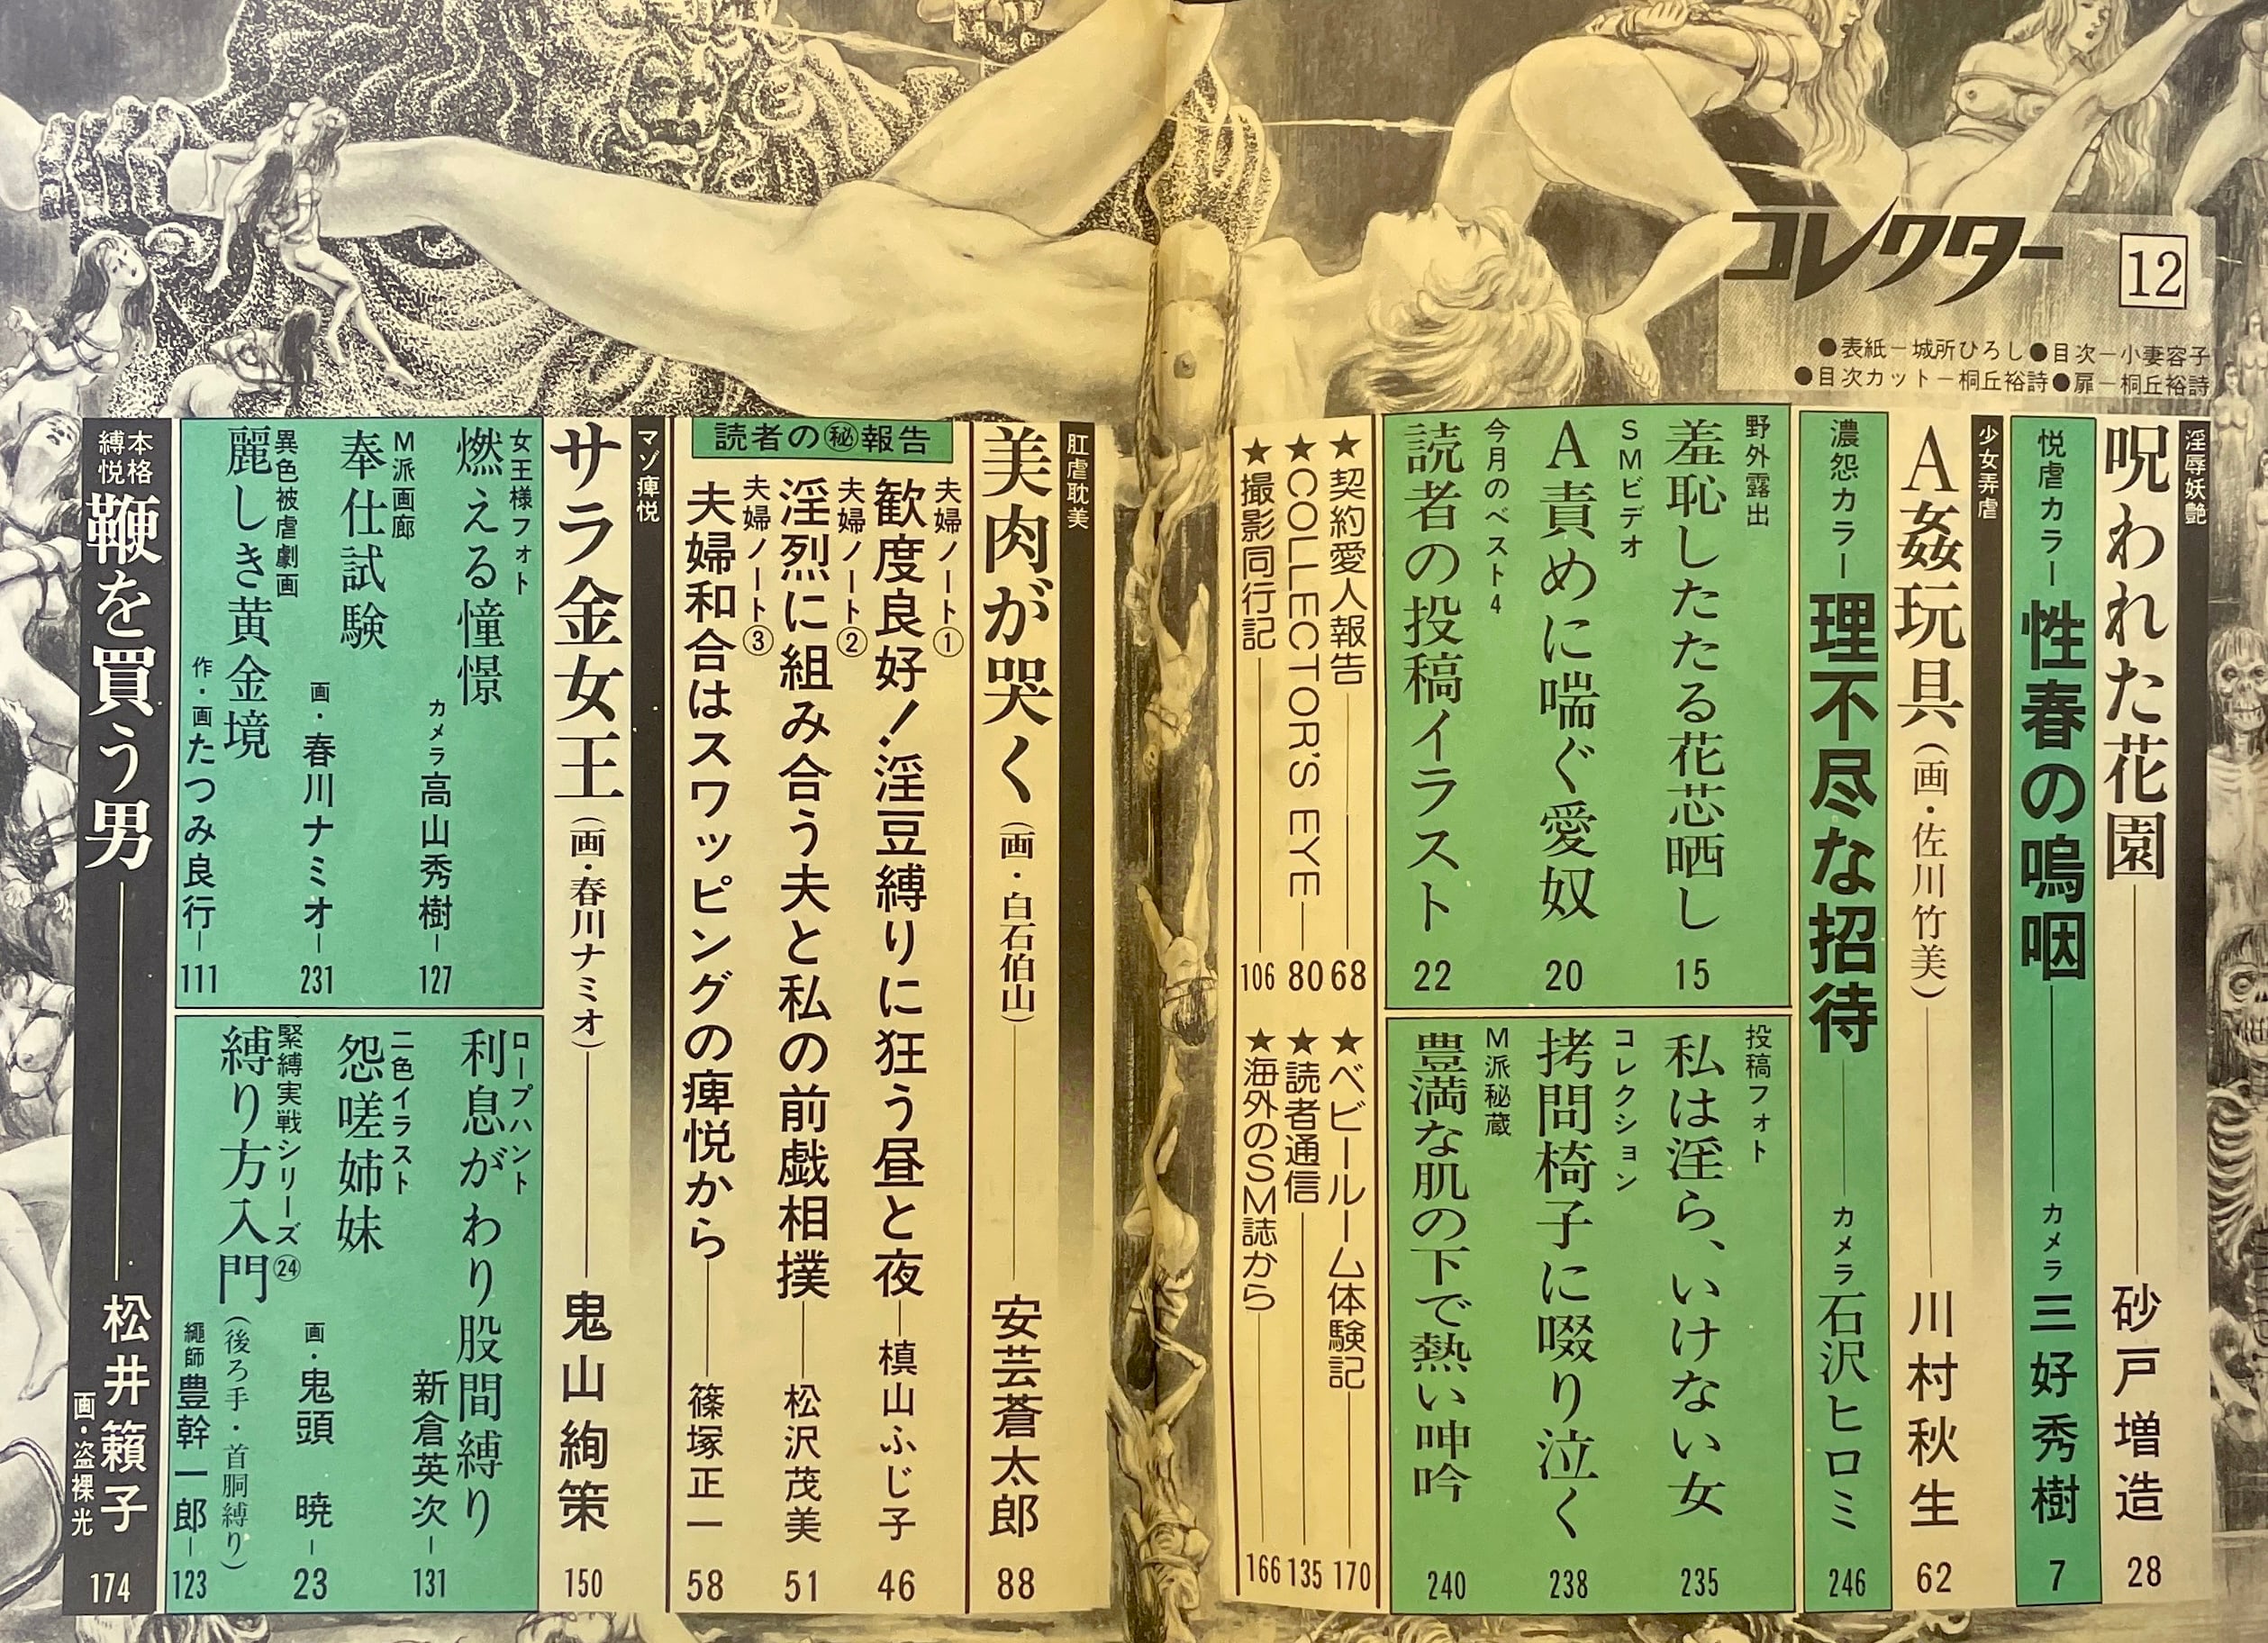 コレクター
12
●表紙ー城所ひろし●目次ー小妻容子
●目次カットー桐丘裕詩●扉ー桐丘裕詩
淫辱妖艶
呪われた花園 砂戸増造 28
悦虐カラー 性春の嗚咽 カメラ 三好秀樹 7
少女弄虐
A姦玩具(画・佐川竹美) 川村秋生 62
濃怨カラー 理不尽な招待 カメラ 石沢ヒロミ 246
野外露出
羞恥したたる花芯晒し 15
SMビデオ
A責めに喘ぐ愛奴 20
今月のベスト4
読者の投稿イラスト 22
投稿フォト
私は淫ら、いけない女 235
コレクション
拷問椅子に啜り泣く 238
M派秘蔵
豊満な肌の下で熱い呻吟 240
★契約愛人報告 68
★COLLECTOR'S EYE 80
★撮影同行記 106
★ベビールーム体験記 170
★読者通信 135
★海外のSM誌から 166
肛虐耽美
美肉が哭く(画・白石伯山) 安芸蒼太郎 88
読者の㊙報告
夫婦ノート①
歓度良好!淫豆縛りに狂う昼と夜 槙山ふじ子 46
夫婦ノート②
淫烈に組み合う夫と私の前戯相撲 松沢茂美 51
夫婦ノート③
夫婦和合はスワッピングの痺悦から 篠塚正一 58
マゾ痺悦
サラ金女王(画・春川ナミオ) 鬼山絢策 150
女王様フォト
燃える憧憬 カメラ 高山秀樹 127
M派画廊
奉仕試験 画・春川ナミオ 231
異色被虐劇画
麗しき黄金境 作・画たつみ良行 111
ロープハント
利息がわり股間縛り 新倉英次 131
二色イラスト
怨嗟姉妹 画・鬼頭 暁 23
緊縛実戦シリーズ㉔
縛り方入門(後ろ手・首胴縛り) 縄師 豊幹一郎 123
本格縛悦 鞭を買う男 松井籟子 174
画・盗裸光